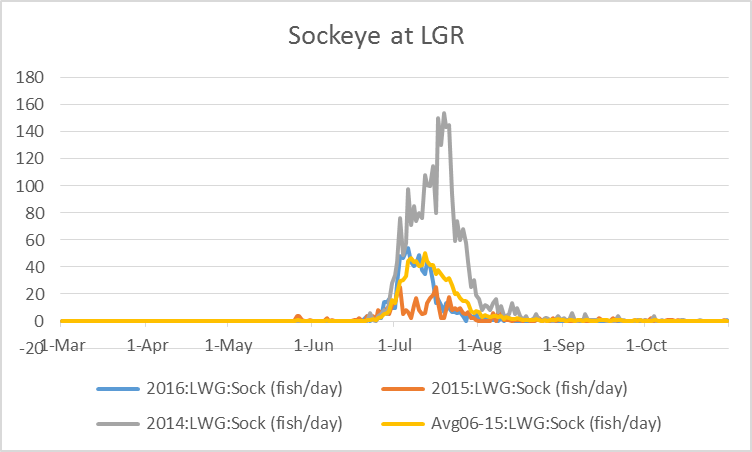 Sockeye at LGR
180
160
140
120
100
80
60
40
20
0
-20
1-Mar 1-Apr 1-May 1-Jun 1-Jul 1-Aug 1-Sep 1-Oct
2016:LWG:Sock (fish/day) 2015:LWG:Sock (fish/day)
2014:LWG:Sock (fish/day) Avg06-15:LWG:Sock (fish/day)